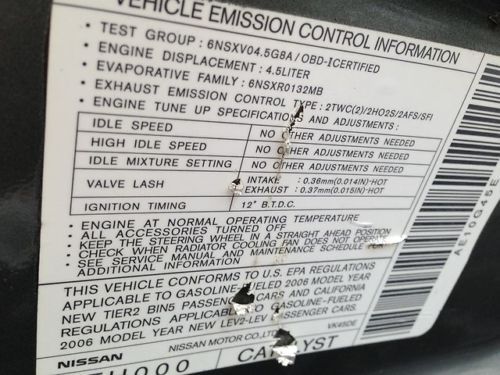 VEHICLE EMISSION CONTROL INFORMATION
• TEST GROUP : 6NSXV04.5G8A / OBD-ⅠCERTIFIED
• ENGINE DISPLACEMENT : 4.5LITER
• EVAPORATIVE FAMILY : 6NSXR0132MB
• EXHAUST EMISSION CONTROL TYPE : 2TWC(2)/2HO2S/2AFS/SFI
• ENGINE TUNE UP SPECIFICATIONS AND ADJUSTMENTS :
IDLE SPEED NO OTHER ADJUSTMENTS NEEDED
HIGH IDLE SPEED NO OTHER ADJUSTMENTS NEEDED
IDLE MIXTURE SETTING NO OTHER ADJUSTMENTS NEEDED
VALVE LASH INTAKE : 0.36mm(0.014IN)-HOT
EXHAUST : 0.37mm(0.015IN)-HOT
IGNITION TIMING 12° B.T.D.C.
• ENGINE AT NORMAL OPERATING TEMPERATURE
• ALL ACCESSORIES TURNED OFF
• KEEP THE STEERING WHEEL IN A STRAIGHT AHEAD POSITION
• CHECK WHEN RADIATOR COOLING FAN DOES NOT OPERATE
• SEE SERVICE MANUAL AND MAINTENANCE SCHEDULE FOR
ADDITIONAL INFORMATION
THIS VEHICLE CONFORMS TO U.S. EPA REGULATIONS
APPLICABLE TO GASOLINE-FUELED 2006 MODEL YEAR
NEW TIER2 BIN5 PASSENGER CARS AND CALIFORNIA
REGULATIONS APPLICABLE TO GASOLINE-FUELED
2006 MODEL YEAR NEW LEV2-LEV PASSENGER CARS.
NISSAN NISSAN MOTOR CO.,LTD. VK45DE
CATALYST